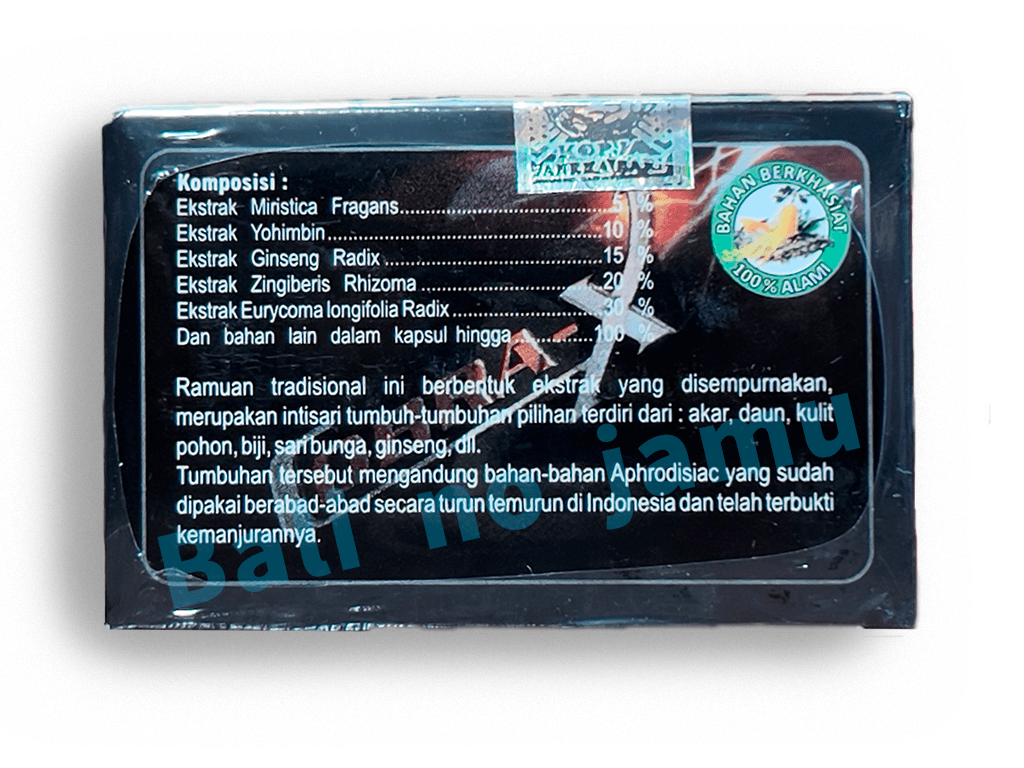 Komposisi :
Ekstrak Miristica Fragans..........................................5 %
Ekstrak Yohimbin......................................................10 %
Ekstrak Ginseng Radix.............................................15 %
Ekstrak Zingiberis Rhizoma.....................................20 %
Ekstrak Eurycoma longifolia Radix...........................30 %
Dan bahan lain dalam kapsul hingga...............100 %
BAHAN BERKHASIAT
100% ALAMI
Ramuan tradisional ini berbentuk ekstrak yang disempurnakan,
merupakan intisari tumbuh-tumbuhan pilihan terdiri dari : akar, daun, kulit
pohon, biji, sari bunga, ginseng, dll.
Tumbuhan tersebut mengandung bahan-bahan Aphrodisiac yang sudah
dipakai berabad-abad secara turun temurun di Indonesia dan telah terbukti
kemanjurannya.
Bali no jamu